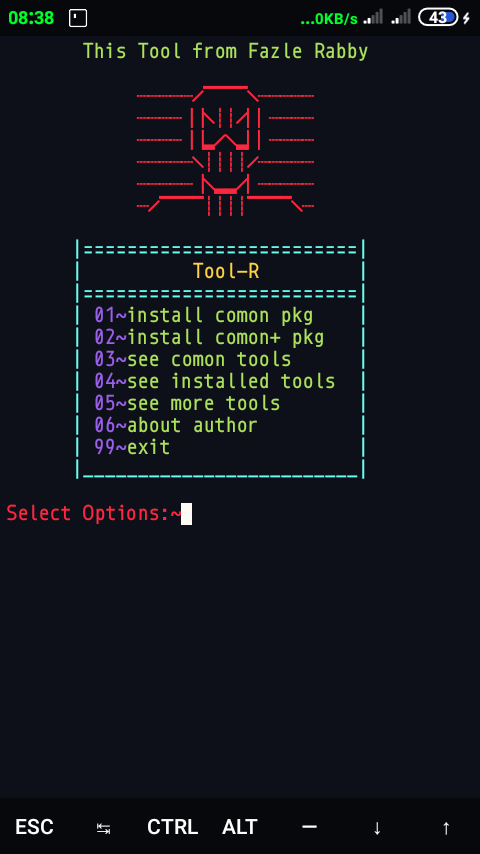 08:38 ...0KB/s 43
This Tool from Fazle Rabby
Tool-R
01~install comon pkg
02~install comon+ pkg
03~see comon tools
04~see installed tools
05~see more tools
06~about author
99~exit
Select Options:~
ESC ↹ CTRL ALT — ↓ ↑